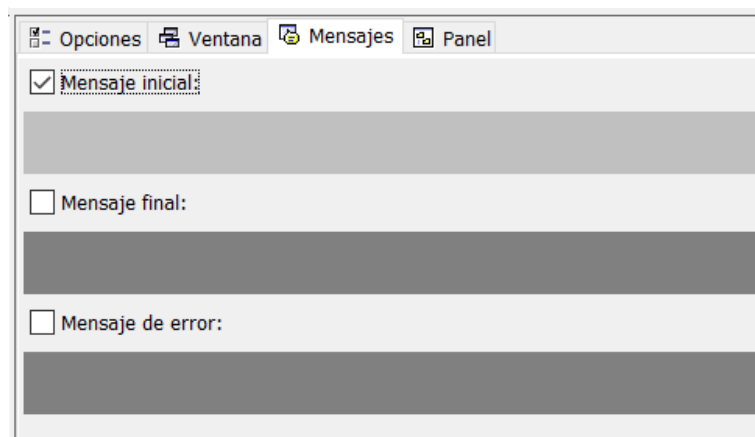 Opciones Ventana Mensajes Panel
Mensaje inicial:
Mensaje final:
Mensaje de error: